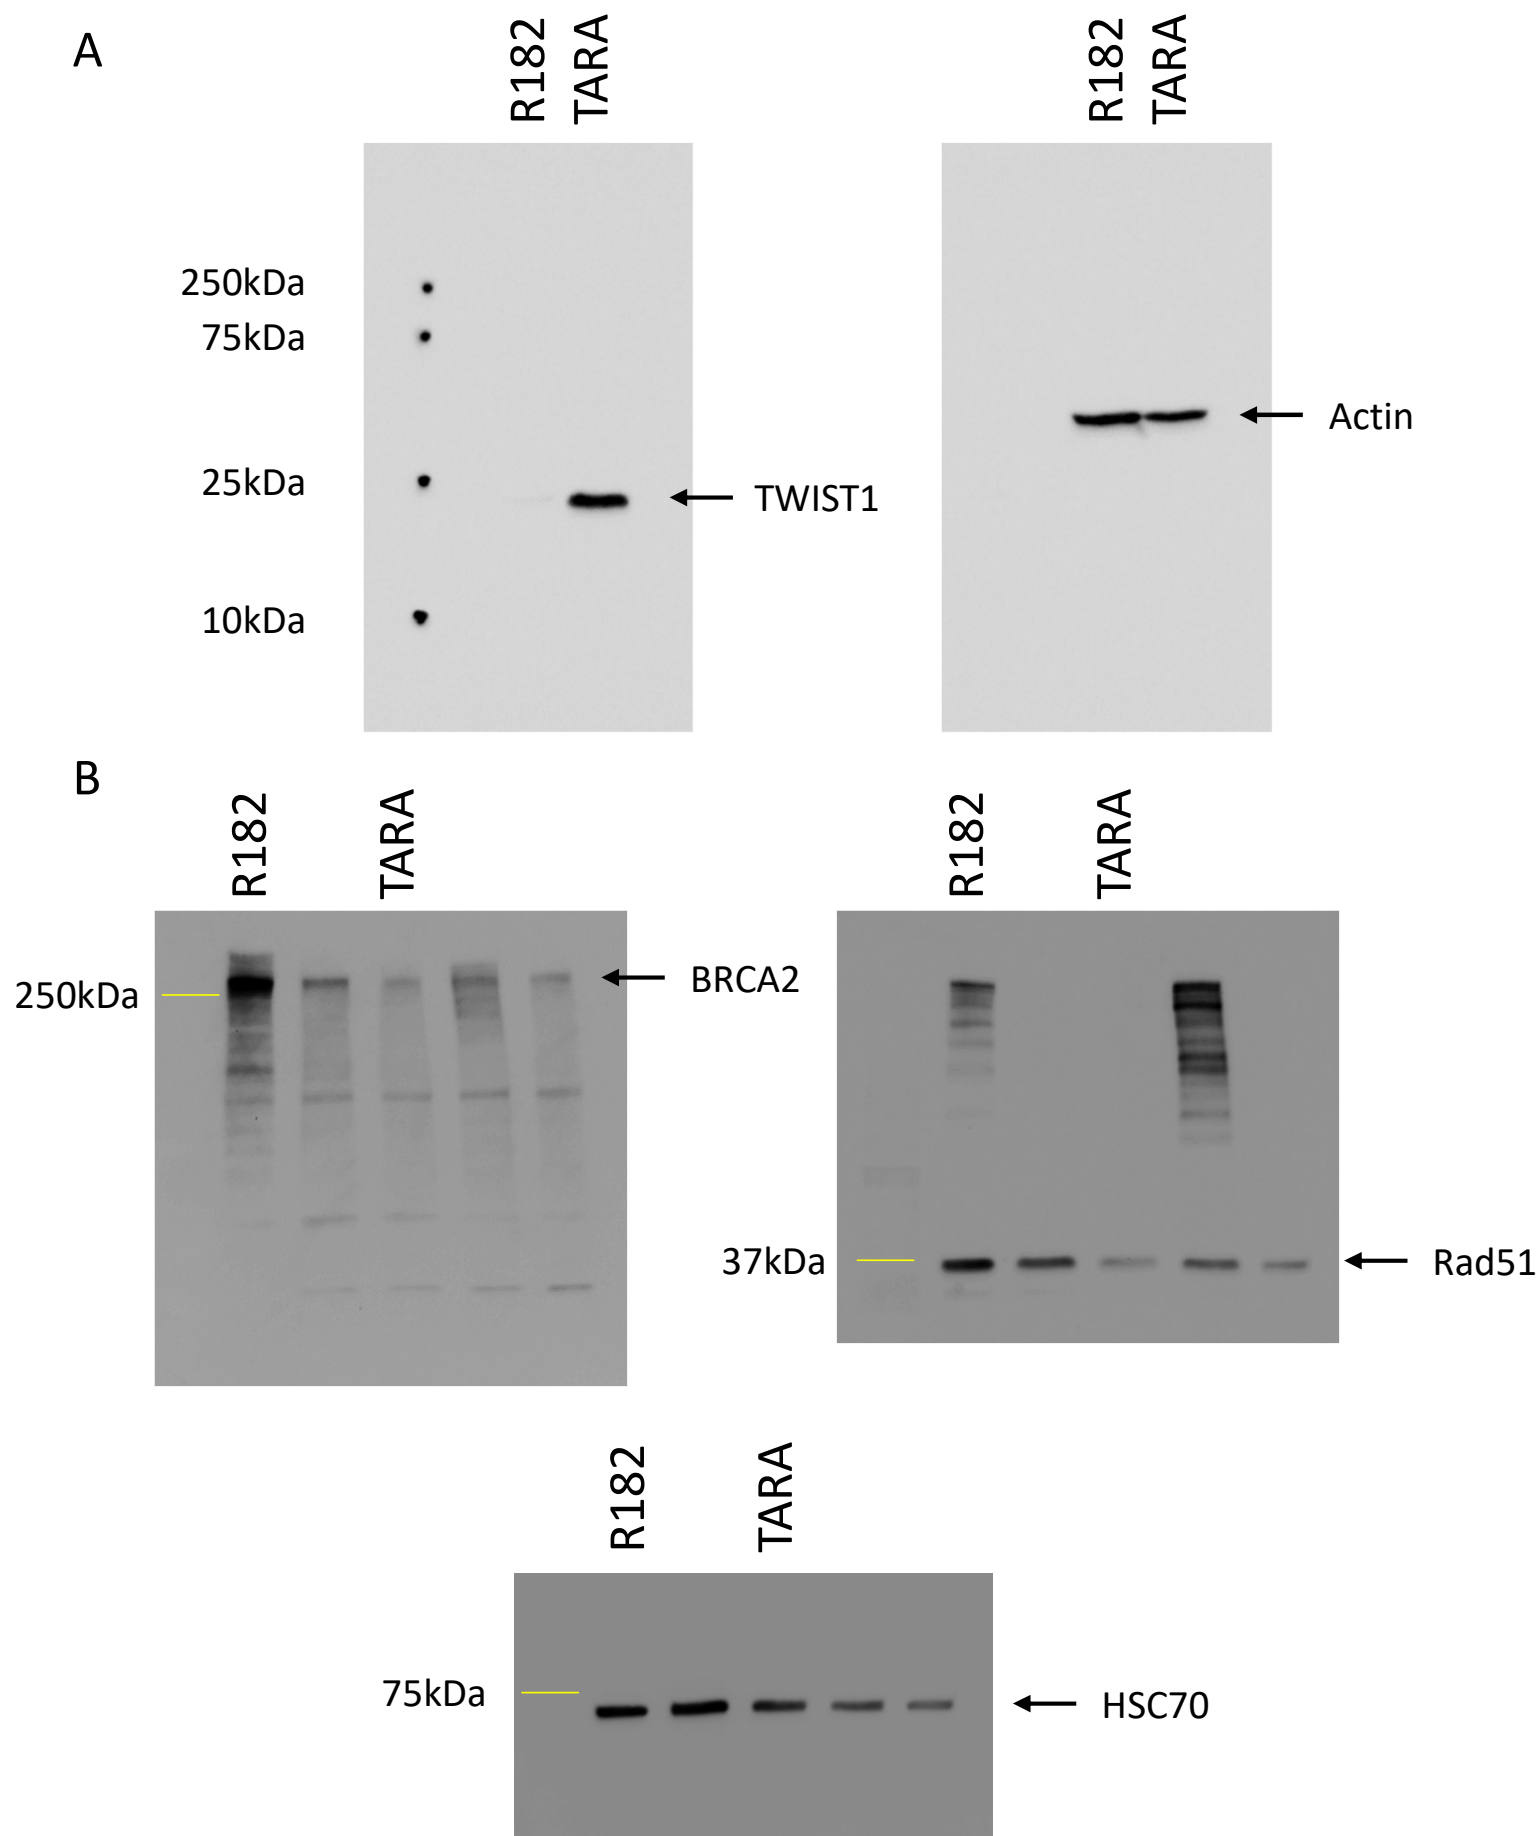 A
R182
TARA
R182
TARA
250kDa
75kDa
25kDa
10kDa
TWIST1
Actin
B
R182
TARA
R182
TARA
250kDa
BRCA2
37kDa
Rad51
R182
TARA
75kDa
HSC70